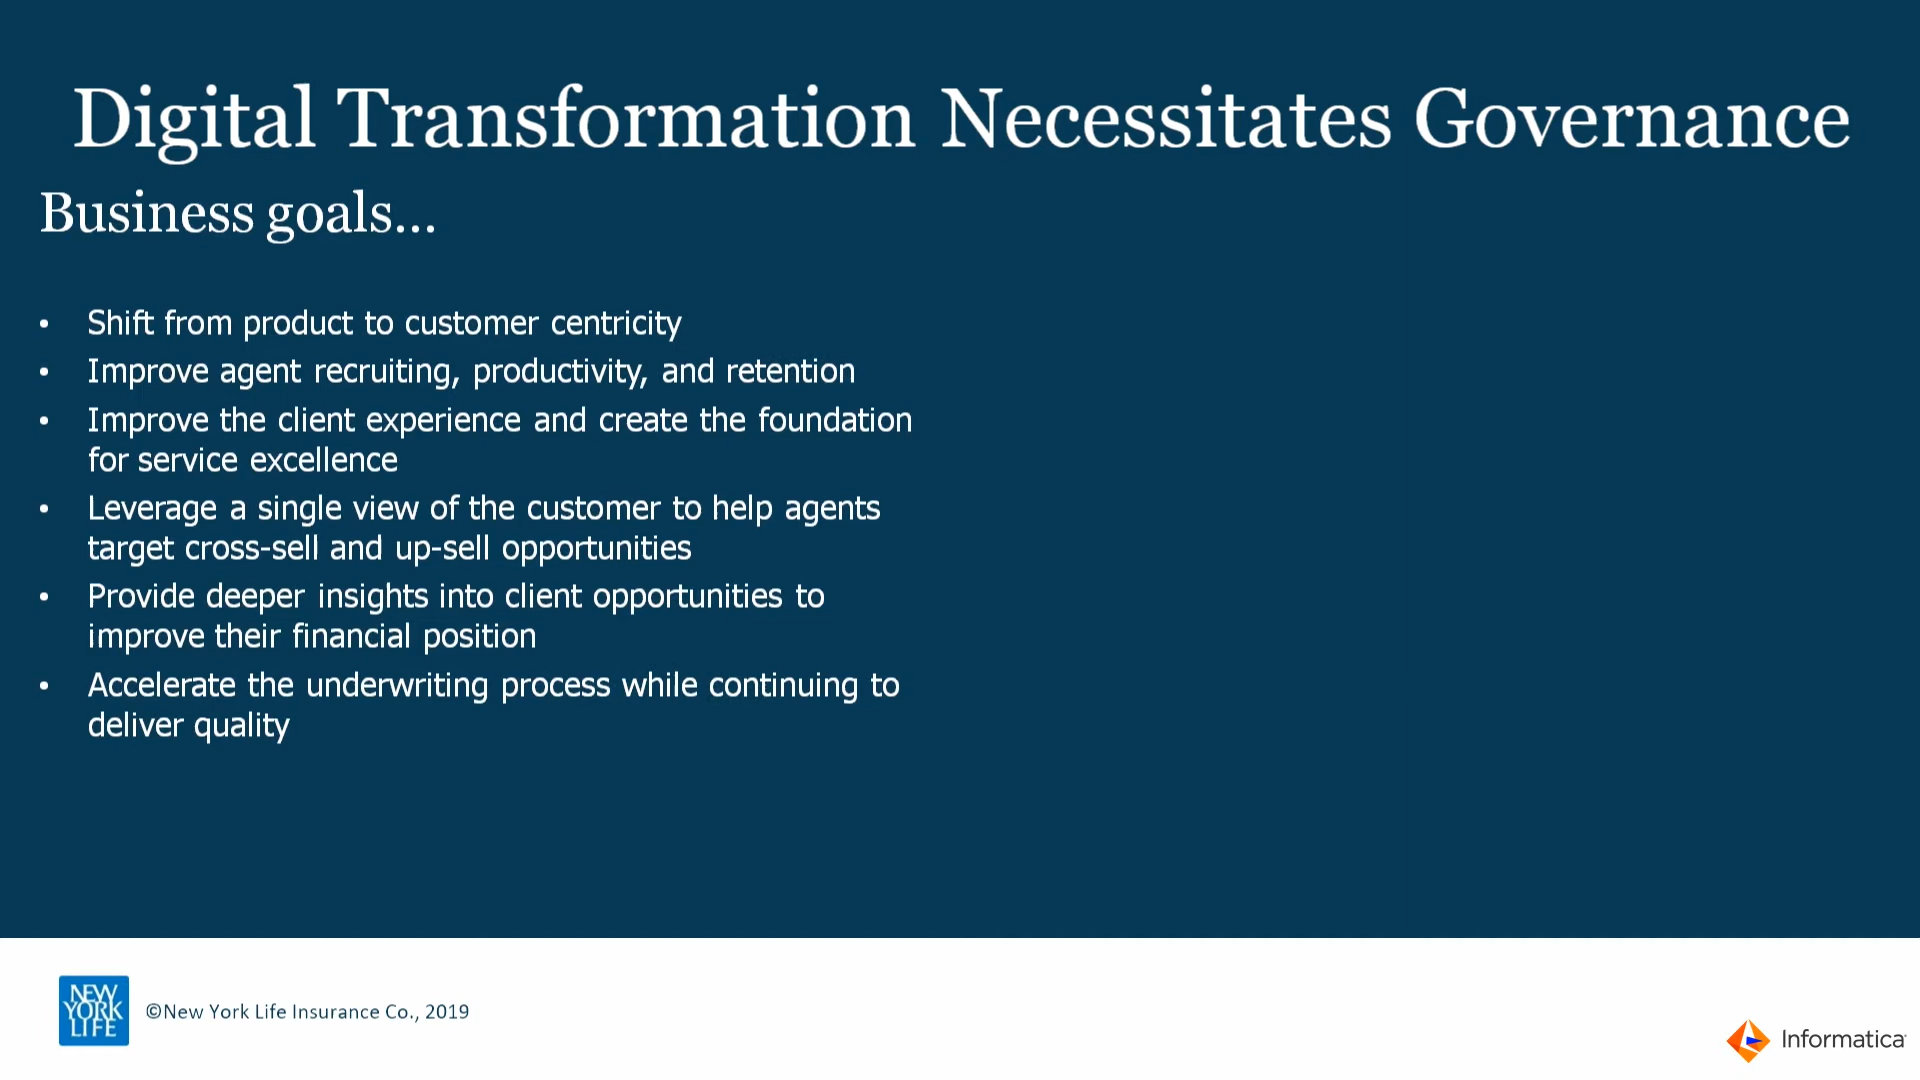 Digital Transformation Necessitates Governance
Business goals...
• Shift from product to customer centricity
• Improve agent recruiting, productivity, and retention
• Improve the client experience and create the foundation
for service excellence
• Leverage a single view of the customer to help agents
target cross-sell and up-sell opportunities
• Provide deeper insights into client opportunities to
improve their financial position
• Accelerate the underwriting process while continuing to
deliver quality
NEW
YORK
LIFE
©New York Life Insurance Co., 2019
Informatica